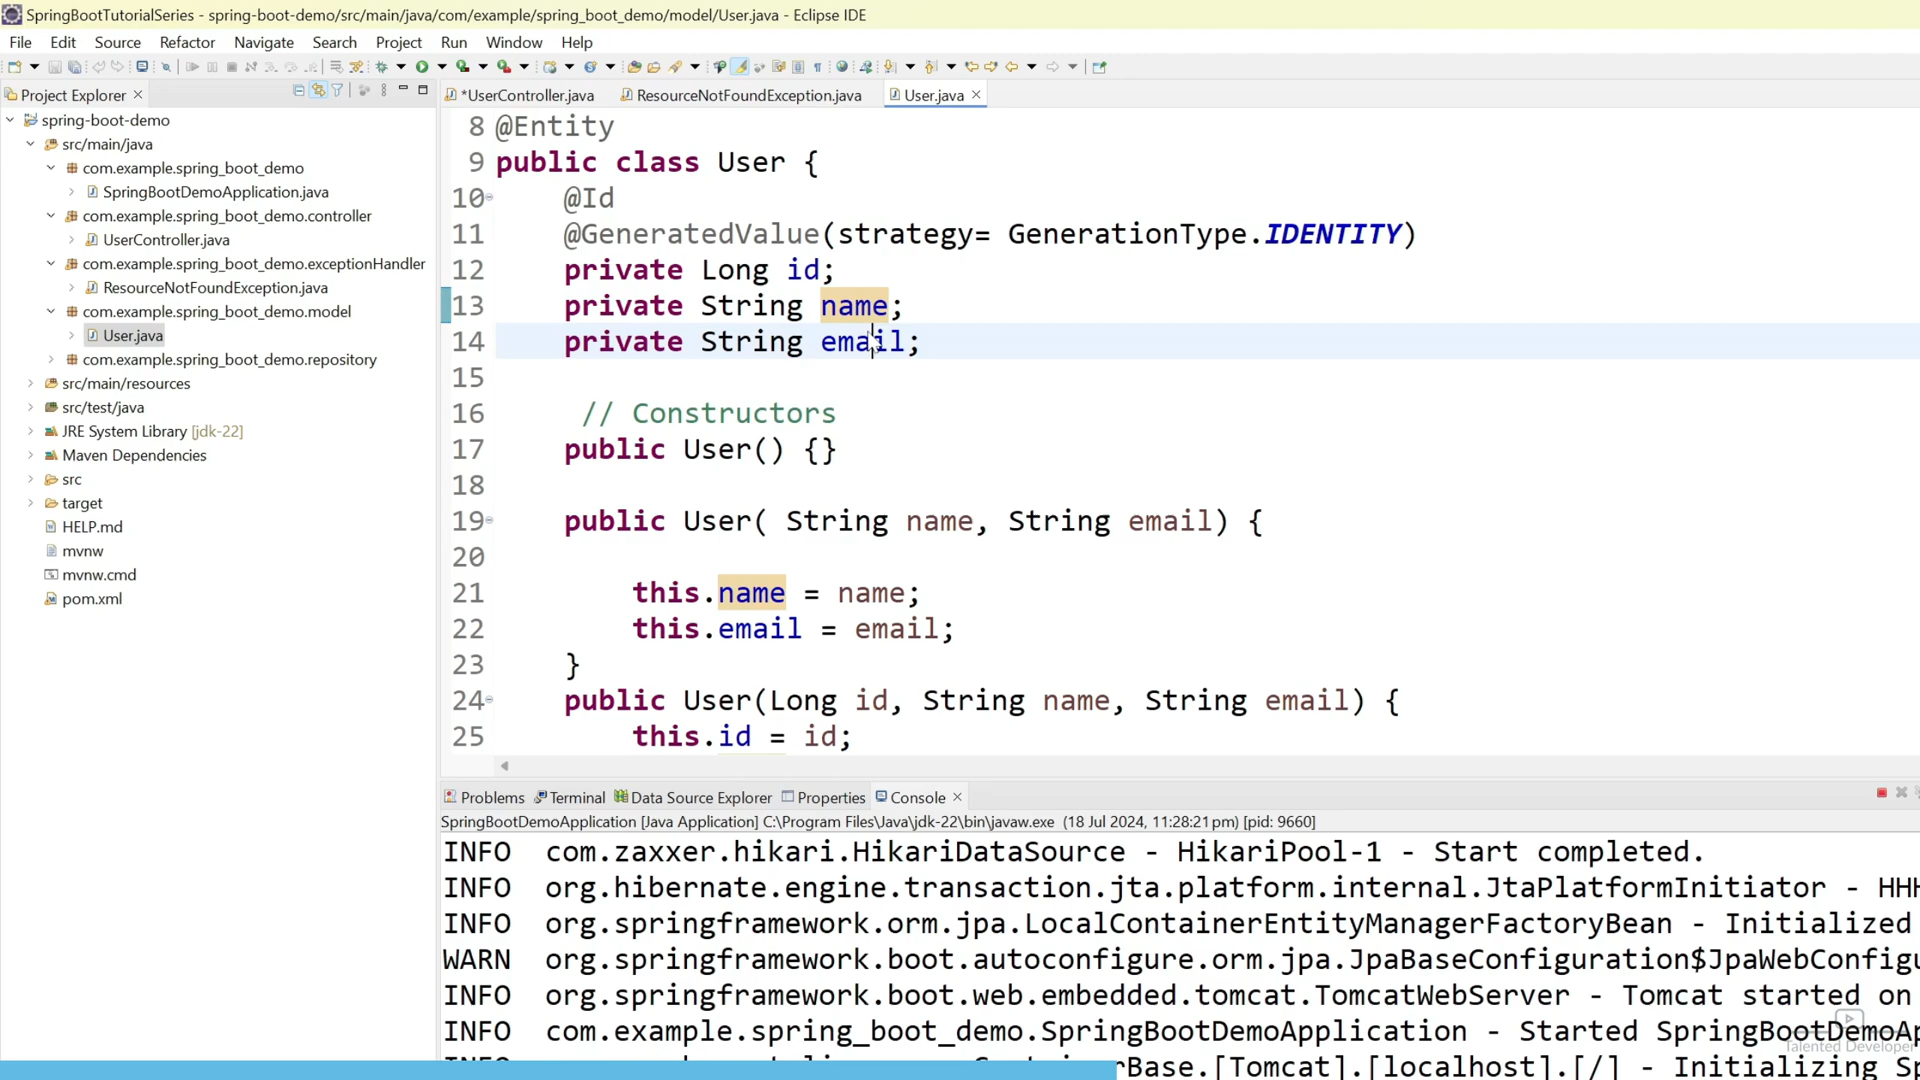 SpringBootTutorialSeries - spring-boot-demo/src/main/java/com/example/spring_boot_demo/model/User.java - Eclipse IDE
File Edit Source Refactor Navigate Search Project Run Window Help
Project Explorer
*UserController.java ResourceNotFoundException.java User.java
spring-boot-demo
src/main/java
com.example.spring_boot_demo
SpringBootDemoApplication.java
com.example.spring_boot_demo.controller
UserController.java
com.example.spring_boot_demo.exceptionHandler
ResourceNotFoundException.java
com.example.spring_boot_demo.model
User.java
com.example.spring_boot_demo.repository
src/main/resources
src/test/java
JRE System Library [jdk-22]
Maven Dependencies
src
target
HELP.md
mvnw
mvnw.cmd
pom.xml
8 @Entity
9 public class User {
10 @Id
11 @GeneratedValue(strategy= GenerationType.IDENTITY)
12 private Long id;
13 private String name;
14 private String email;
15
16 // Constructors
17 public User() {}
18
19 public User( String name, String email) {
20
21 this.name = name;
22 this.email = email;
23 }
24 public User(Long id, String name, String email) {
25 this.id = id;
Problems Terminal Data Source Explorer Properties Console
SpringBootDemoApplication [Java Application] C:\Program Files\Java\jdk-22\bin\javaw.exe (18 Jul 2024, 11:28:21 pm) [pid: 9660]
INFO com.zaxxer.hikari.HikariDataSource - HikariPool-1 - Start completed.
INFO org.hibernate.engine.transaction.jta.platform.internal.JtaPlatformInitiator - HHH
INFO org.springframework.orm.jpa.LocalContainerEntityManagerFactoryBean - Initialized
WARN org.springframework.boot.autoconfigure.orm.jpa.JpaBaseConfiguration$JpaWebConfigu
INFO org.springframework.boot.web.embedded.tomcat.TomcatWebServer - Tomcat started on
INFO com.example.spring_boot_demo.SpringBootDemoApplication - Started SpringBootDemoAp
Talented Developer
Base.[Tomcat].[localhost].[/] - Initializing Sp